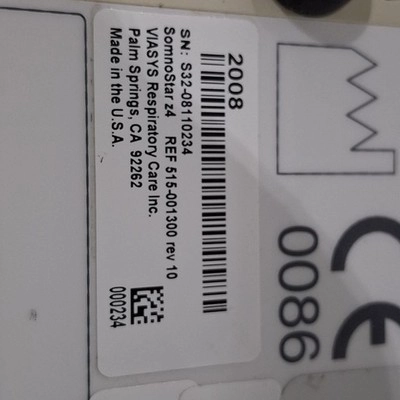 2008
SN: S32-08110234
SomnoStar z4 REF 515-001300 rev 10
VIASYS Respiratory Care Inc.
Palm Springs, CA 92262
Made in the U.S.A.
000234
CE
0086